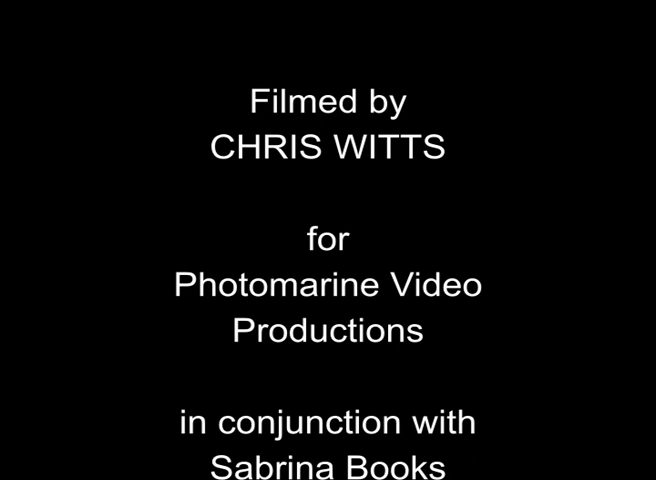 Filmed by
CHRIS WITTS
for
Photomarine Video
Productions
in conjunction with
Sabrina Books